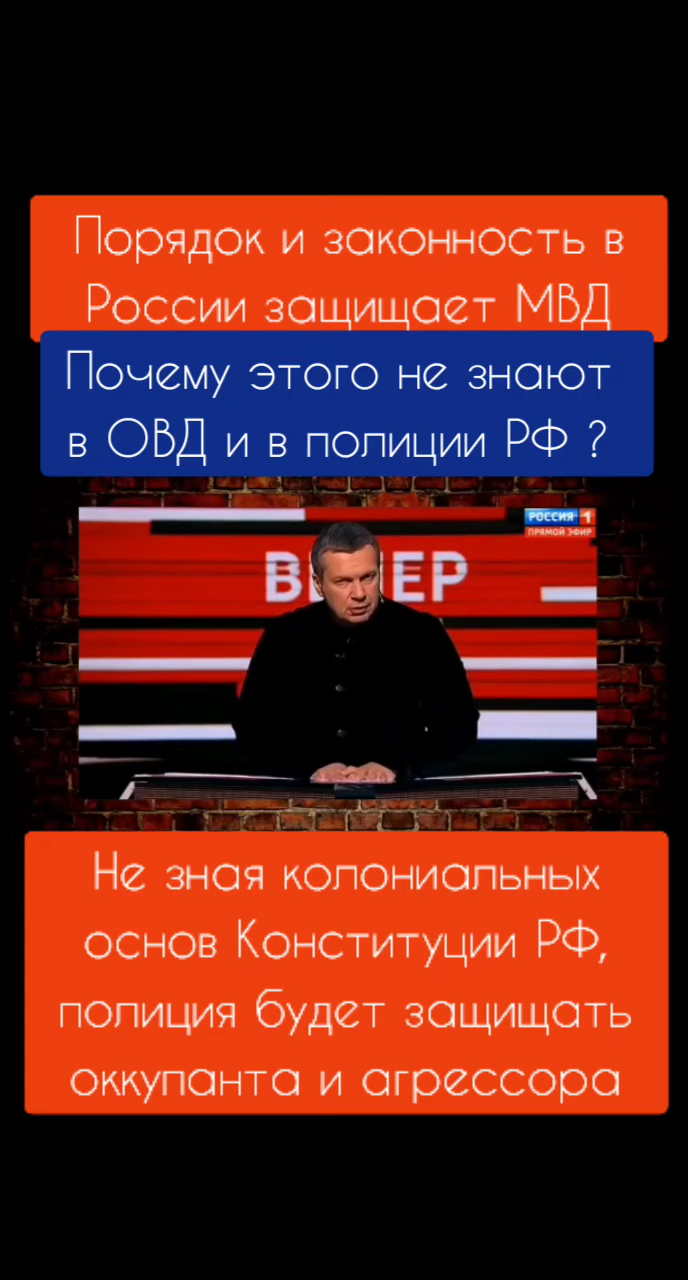 Порядок и законность в
России защищает МВД
Почему этого не знают
в ОВД и в полиции РФ ?
РОССИЯ 1
ПРЯМОЙ ЭФИР
В ЕР
Не зная колониальных
основ Конституции РФ,
полиция будет защищать
оккупанта и агрессора